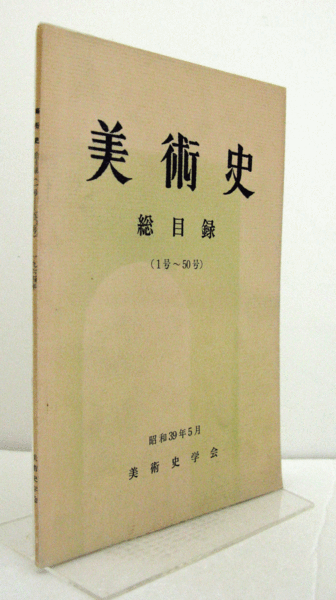 美術史
総目録
(1号～50号)
昭和39年5月
美術史学会